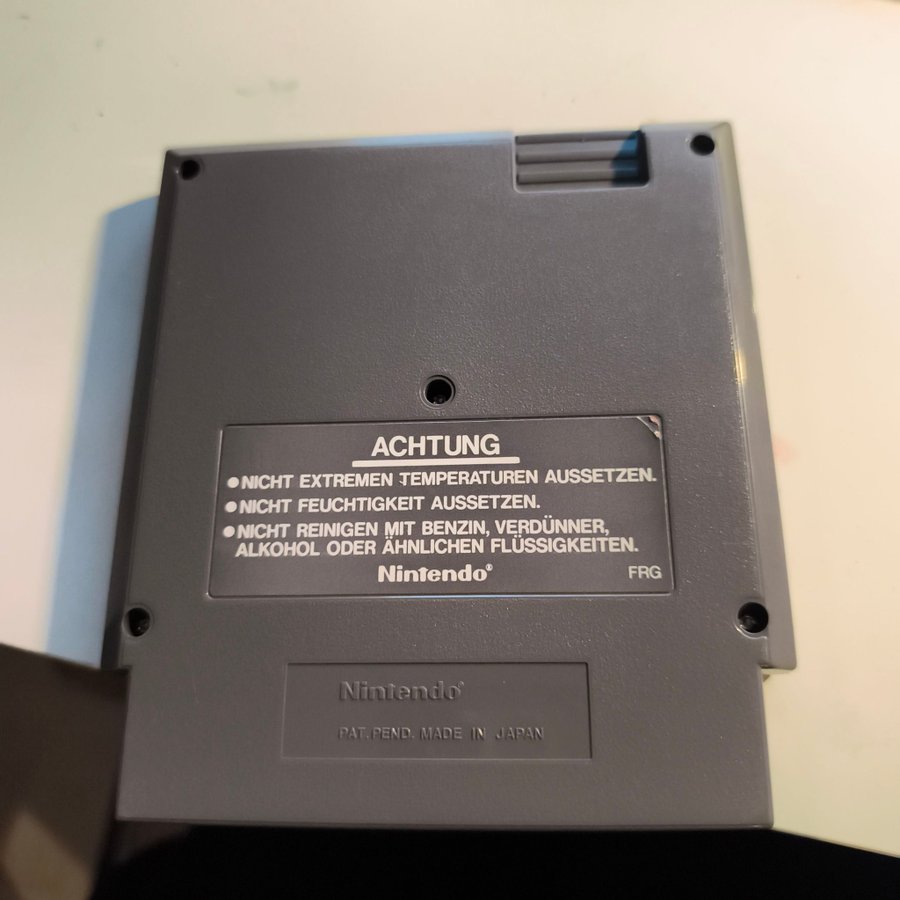 ACHTUNG
●NICHT EXTREMEN TEMPERATUREN AUSSETZEN.
●NICHT FEUCHTIGKEIT AUSSETZEN.
●NICHT REINIGEN MIT BENZIN, VERDÜNNER,
ALKOHOL ODER ÄHNLICHEN FLÜSSIGKEITEN.
Nintendo®
FRG
Nintendo®
PAT. PEND. MADE IN JAPAN